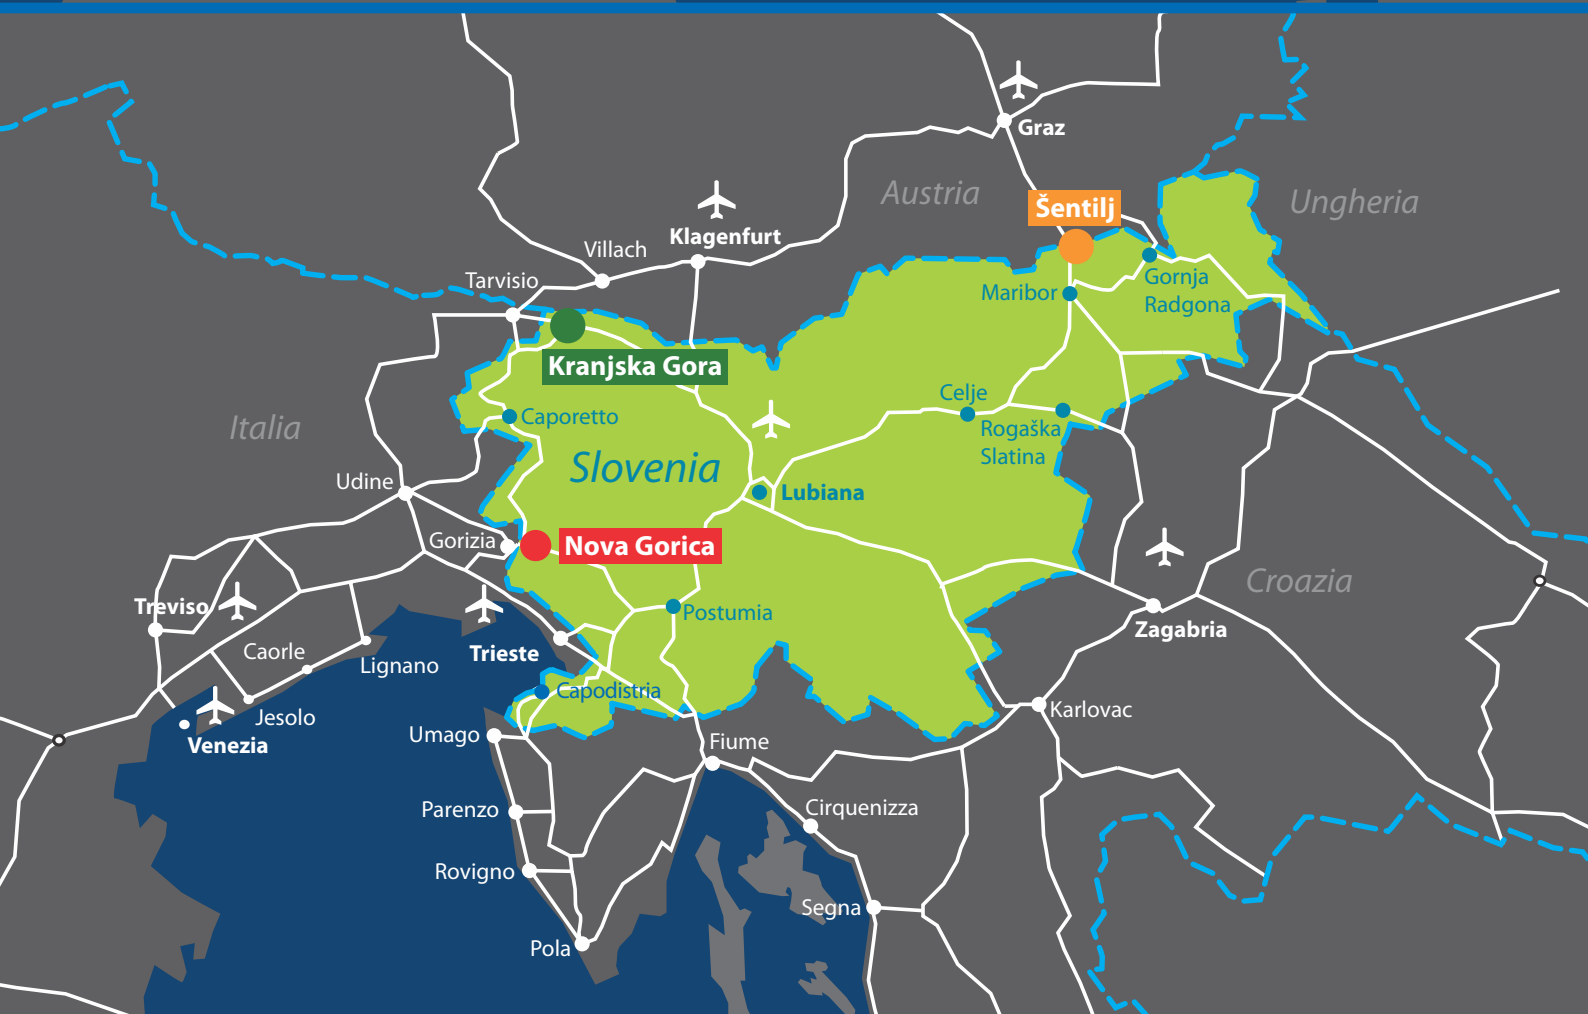 Graz
Austria
Ungheria
Šentilj
Klagenfurt
Villach
Tarvisio
Maribor
Gornja
Radgona
Kranjska Gora
Celje
Rogaška
Slatina
Caporetto
Italia
Slovenia
Udine
Lubiana
Gorizia
Nova Gorica
Croazia
Treviso
Postumia
Zagabria
Caorle
Trieste
Lignano
Capodistria
Jesolo
Karlovac
Venezia
Umago
Fiume
Parenzo
Cirquenizza
Rovigno
Segna
Pola